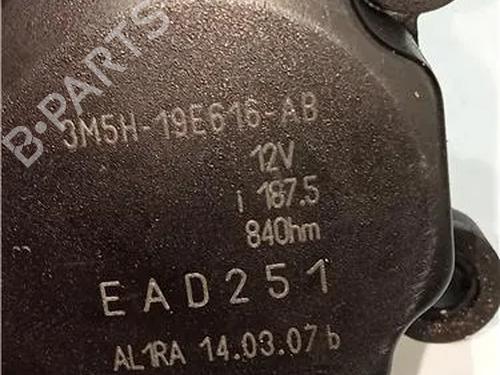 B-PARTS
3M5H-19E616-AB
12V
i 187.5
84Ohm
EAD251
AL1RA 14.03.07 b